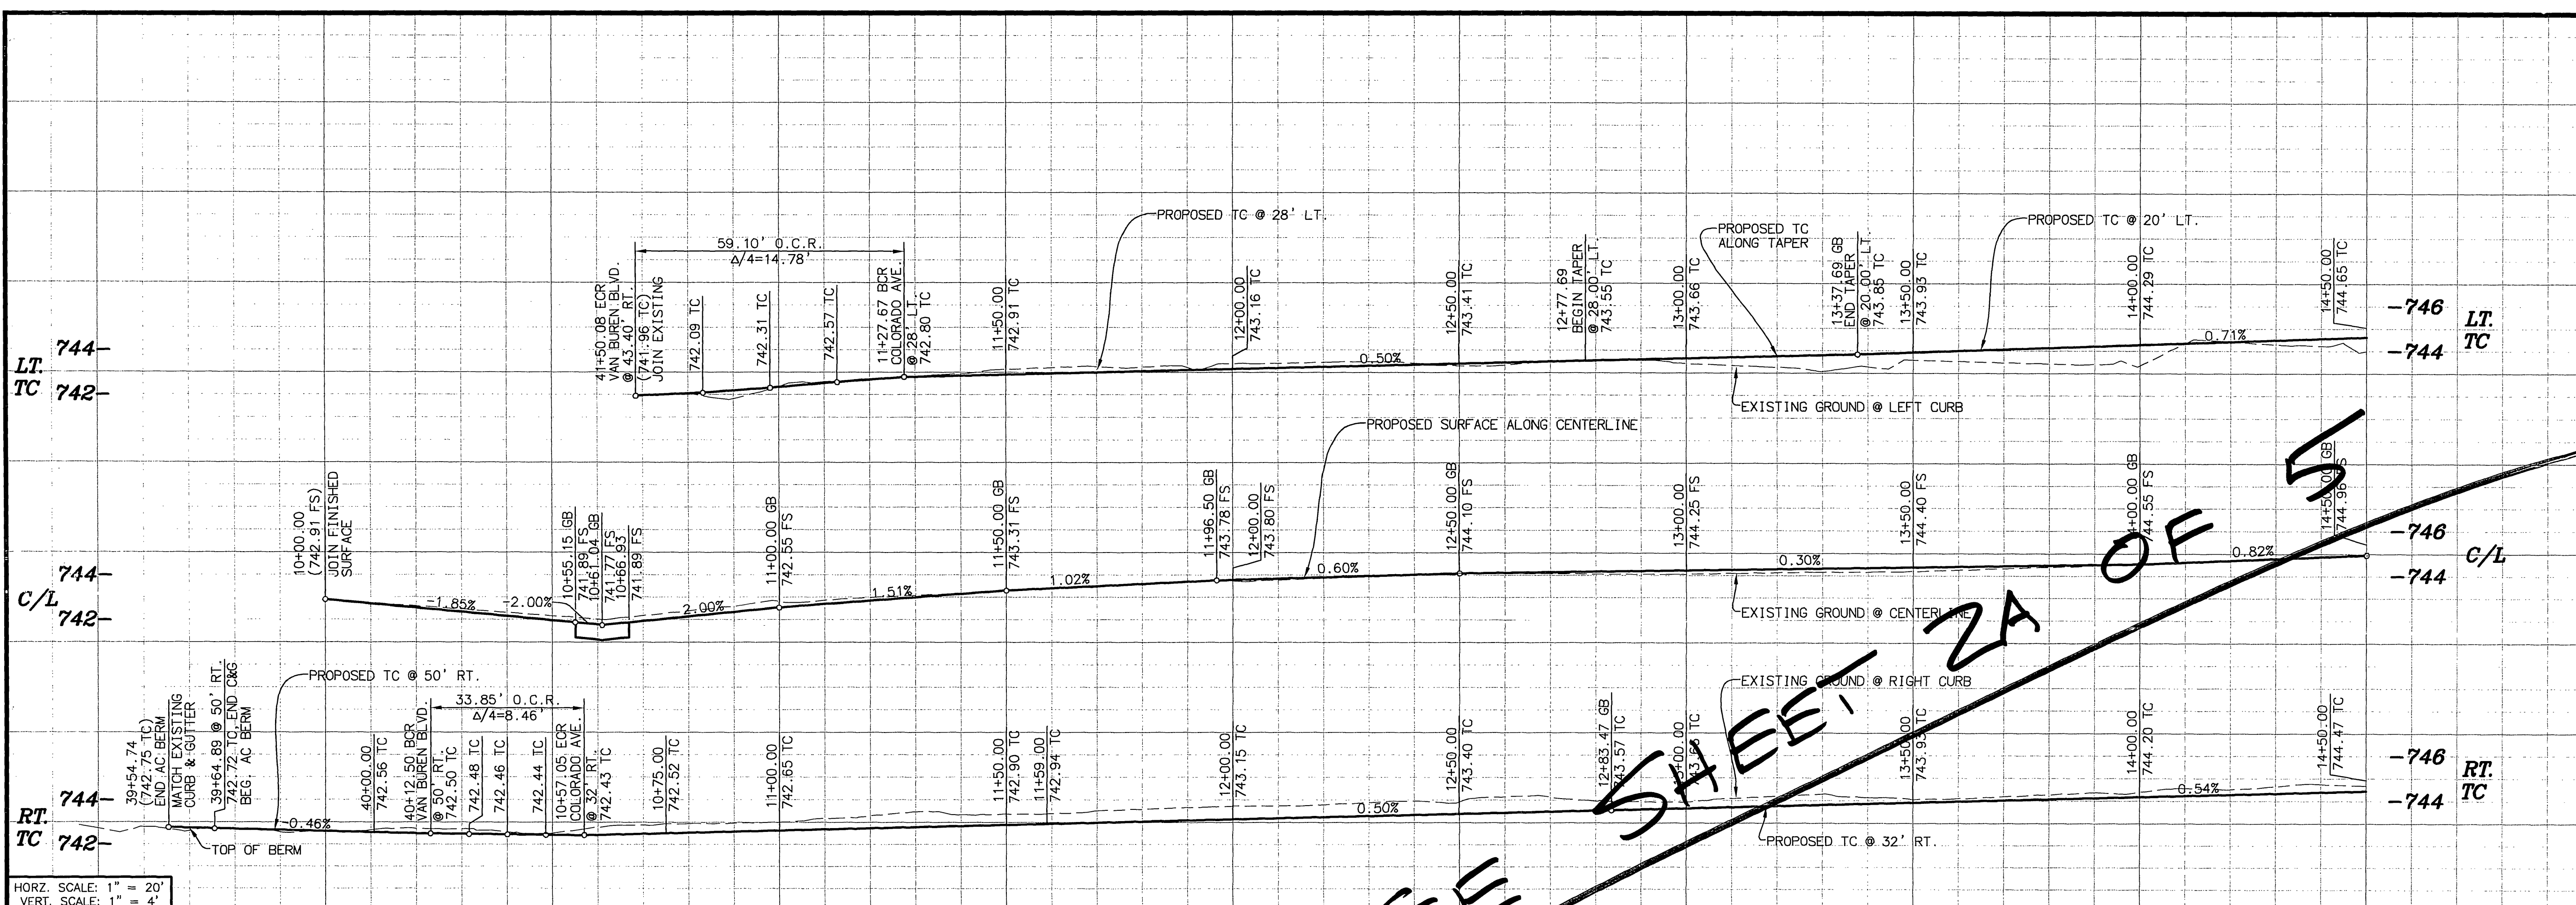 PROPOSED TC @ 28' LT.
59.10' O.C.R.
Δ/4=14.78'
41+50.08 ECR
VAN BUREN BLVD.
@ 43.40' RT.
(741.96 TC)
JOIN EXISTING
742.09 TC
742.31 TC
742.57 TC
11+27.67 BCR
COLORADO AVE.
@ 28' LT.
742.80 TC
11+50.00
742.91 TC
12+00.00
743.16 TC
12+50.00
743.41 TC
12+77.69
BEGIN TAPER
@ 28.00' LT.
743.55 TC
13+00.00
743.66 TC
PROPOSED TC
ALONG TAPER
13+37.69 GB
END TAPER
@ 20.00' LT.
743.85 TC
13+50.00
743.93 TC
PROPOSED TC @ 20' LT.
14+00.00
744.29 TC
14+50.00
744.65 TC
0.50%
0.71%
EXISTING GROUND @ LEFT CURB
744-
LT.
TC 742-
-746
LT.
TC
-744
PROPOSED SURFACE ALONG CENTERLINE
10+00.00
(742.91 FS)
JOIN FINISHED
SURFACE
10+55.15 GB
741.89 FS
10+61.04 GB
741.77 FS
10+66.93
741.89 FS
11+00.00 GB
742.55 FS
11+50.00 GB
743.31 FS
11+96.50 GB
743.78 FS
12+00.00
743.80 FS
12+50.00 GB
744.10 FS
13+00.00
744.25 FS
13+50.00
744.40 FS
14+00.00 GB
744.55 FS
14+50.00 GB
744.96 FS
-1.85%
-2.00%
2.00%
1.51%
1.02%
0.60%
0.30%
0.82%
EXISTING GROUND @ CENTERLINE
744-
C/L
742-
-746
C/L
-744
39+54.74
(742.75 TC)
END AC BERM
MATCH EXISTING
CURB & GUTTER
39+64.89 @ 50' RT.
742.72 TC, END C&G
BEG. AC BERM
PROPOSED TC @ 50' RT.
40+00.00
742.56 TC
33.85' O.C.R.
Δ/4=8.46'
40+12.50 BCR
VAN BUREN BLVD.
@ 50' RT.
742.50 TC
742.48 TC
742.46 TC
742.44 TC
10+57.05 ECR
COLORADO AVE.
@ 32' RT.
742.43 TC
10+75.00
742.52 TC
11+00.00
742.65 TC
11+50.00
742.90 TC
11+59.00
742.94 TC
12+00.00
743.15 TC
12+50.00
743.40 TC
12+83.47 GB
743.57 TC
EXISTING GROUND @ RIGHT CURB
13+50.00
743.93 TC
14+00.00
744.20 TC
14+50.00
744.47 TC
-0.46%
0.50%
0.54%
TOP OF BERM
PROPOSED TC @ 32' RT.
744-
RT.
TC 742-
-746
RT.
TC
-744
SHEET 2A OF 5
HORZ. SCALE: 1" = 20'
VERT. SCALE: 1" = 4'